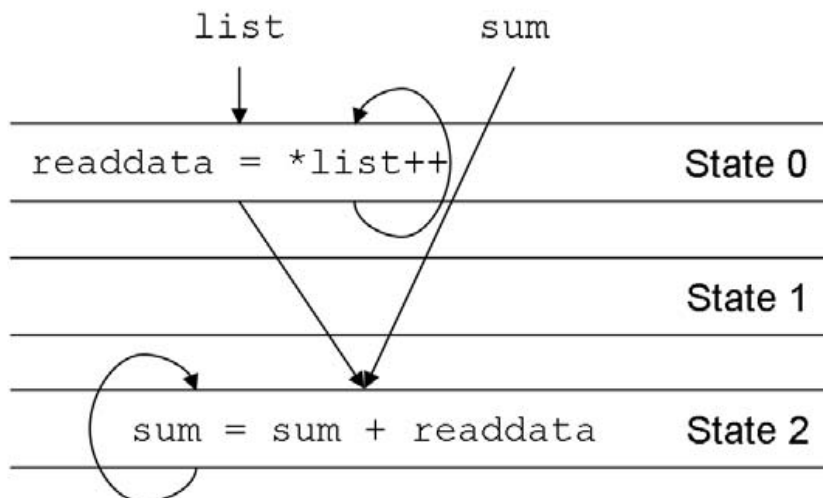 list sum
readdata = *list++ State 0
State 1
sum = sum + readdata State 2